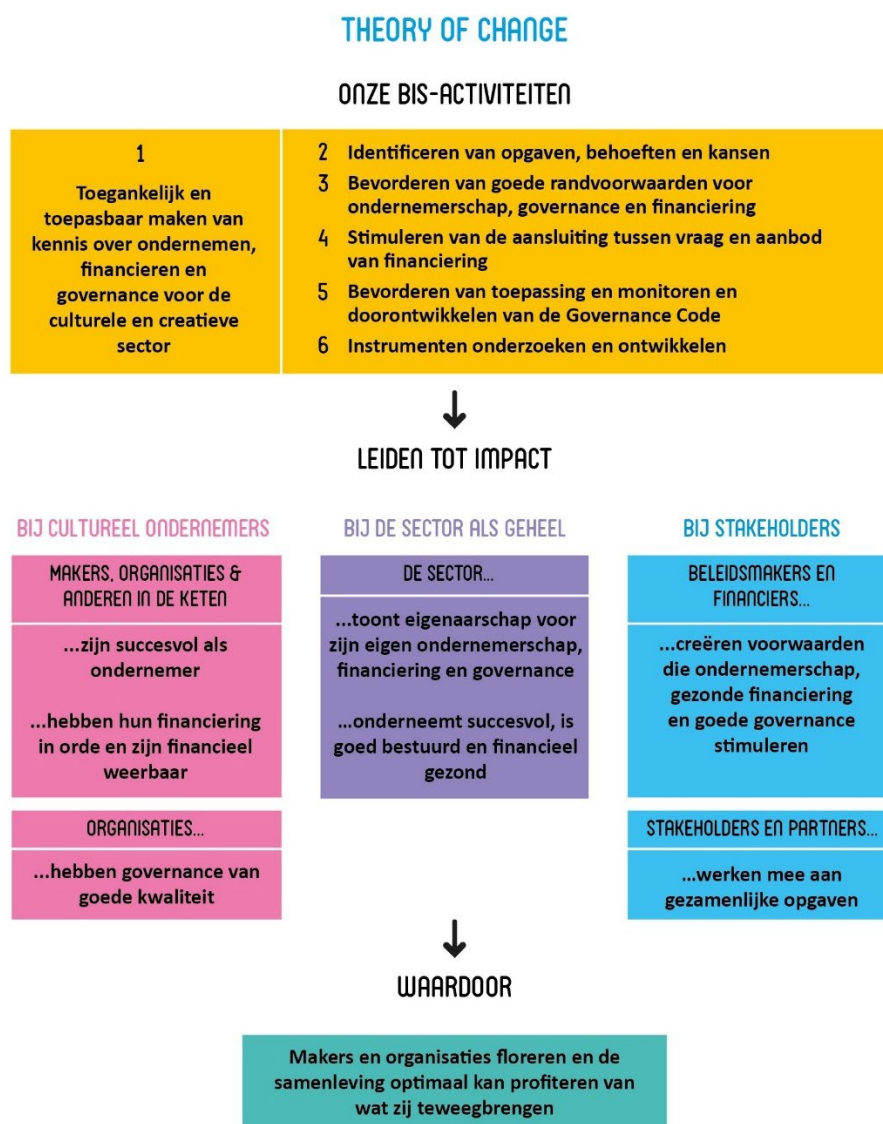 THEORY OF CHANGE
ONZE BIS-ACTIVITEITEN
1
Toegankelijk en
toepasbaar maken van
kennis over ondernemen,
financieren en
governance voor de
culturele en creatieve
sector
2 Identificeren van opgaven, behoeften en kansen
3 Bevorderen van goede randvoorwaarden voor
ondernemerschap, governance en financiering
4 Stimuleren van de aansluiting tussen vraag en aanbod
van financiering
5 Bevorderen van toepassing en monitoren en
doorontwikkelen van de Governance Code
6 Instrumenten onderzoeken en ontwikkelen
LEIDEN TOT IMPACT
BIJ CULTUREEL ONDERNEMERS
MAKERS, ORGANISATIES &
ANDEREN IN DE KETEN
...zijn succesvol als
ondernemer
...hebben hun financiering
in orde en zijn financieel
weerbaar
ORGANISATIES...
...hebben governance van
goede kwaliteit
BIJ DE SECTOR ALS GEHEEL
DE SECTOR...
...toont eigenaarschap voor
zijn eigen ondernemerschap,
financiering en governance
...onderneemt succesvol, is
goed bestuurd en financieel
gezond
BIJ STAKEHOLDERS
BELEIDSMAKERS EN
FINANCIERS...
...creëren voorwaarden
die ondernemerschap,
gezonde financiering
en goede governance
stimuleren
STAKEHOLDERS EN PARTNERS...
...werken mee aan
gezamenlijke opgaven
WAARDOOR
Makers en organisaties floreren en de
samenleving optimaal kan profiteren van
wat zij teweegbrengen